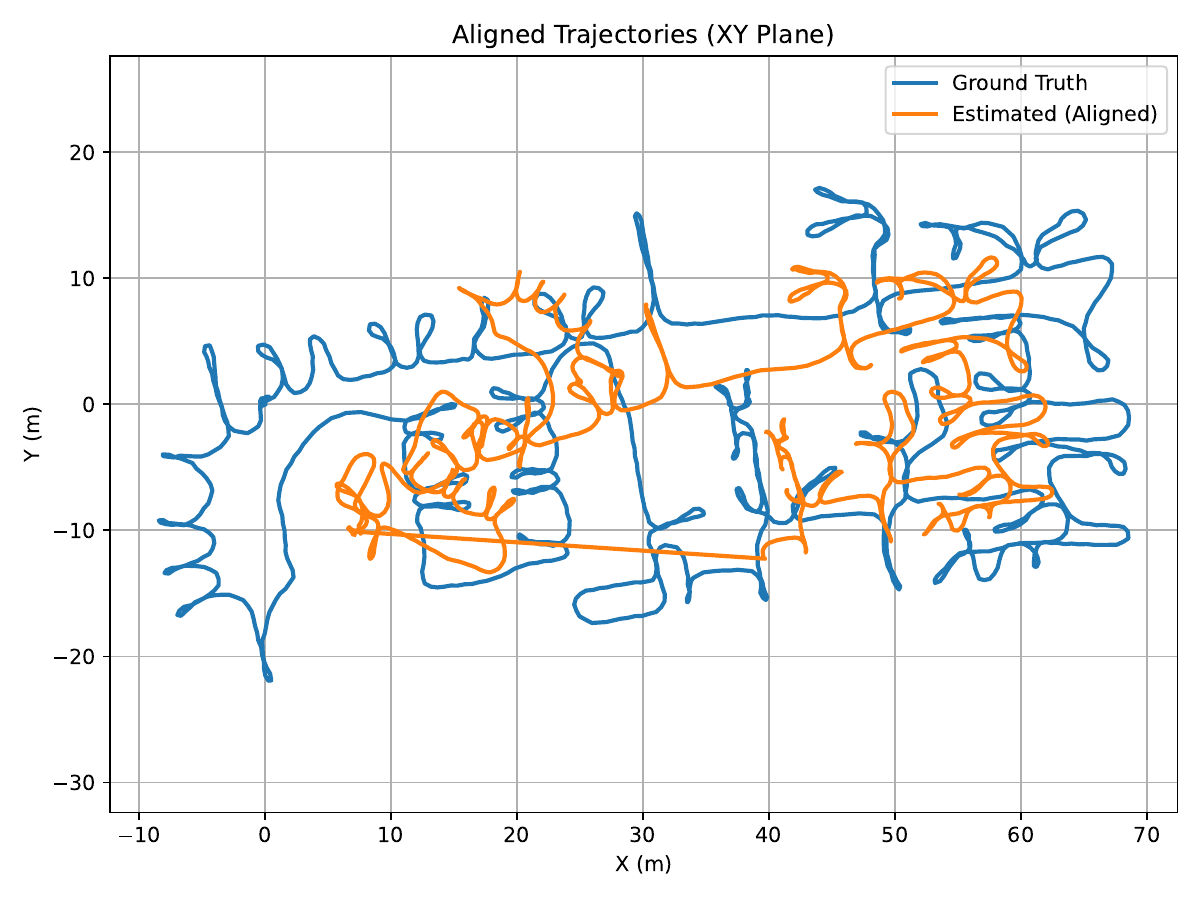 Aligned Trajectories (XY Plane)
Ground Truth
Estimated (Aligned)
20
10
0
−10
−20
−30
Y (m)
−10 0 10 20 30 40 50 60 70
X (m)